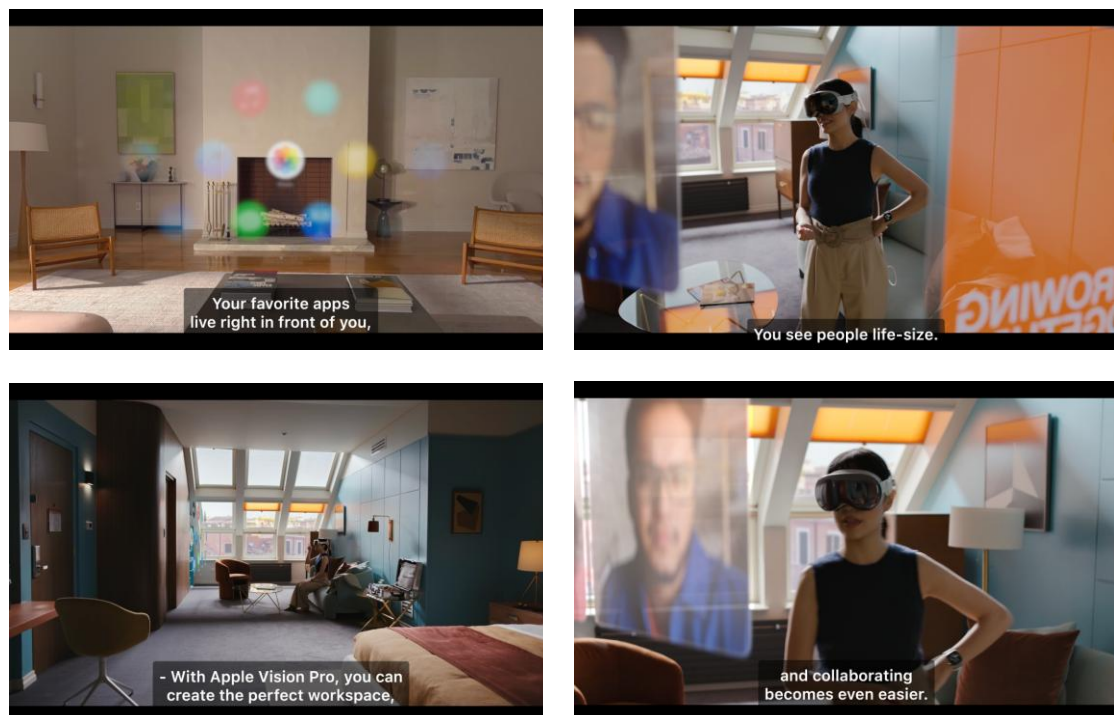 Your favorite apps
live right in front of you,
You see people life-size.
- With Apple Vision Pro, you can
create the perfect workspace,
and collaborating
becomes even easier.